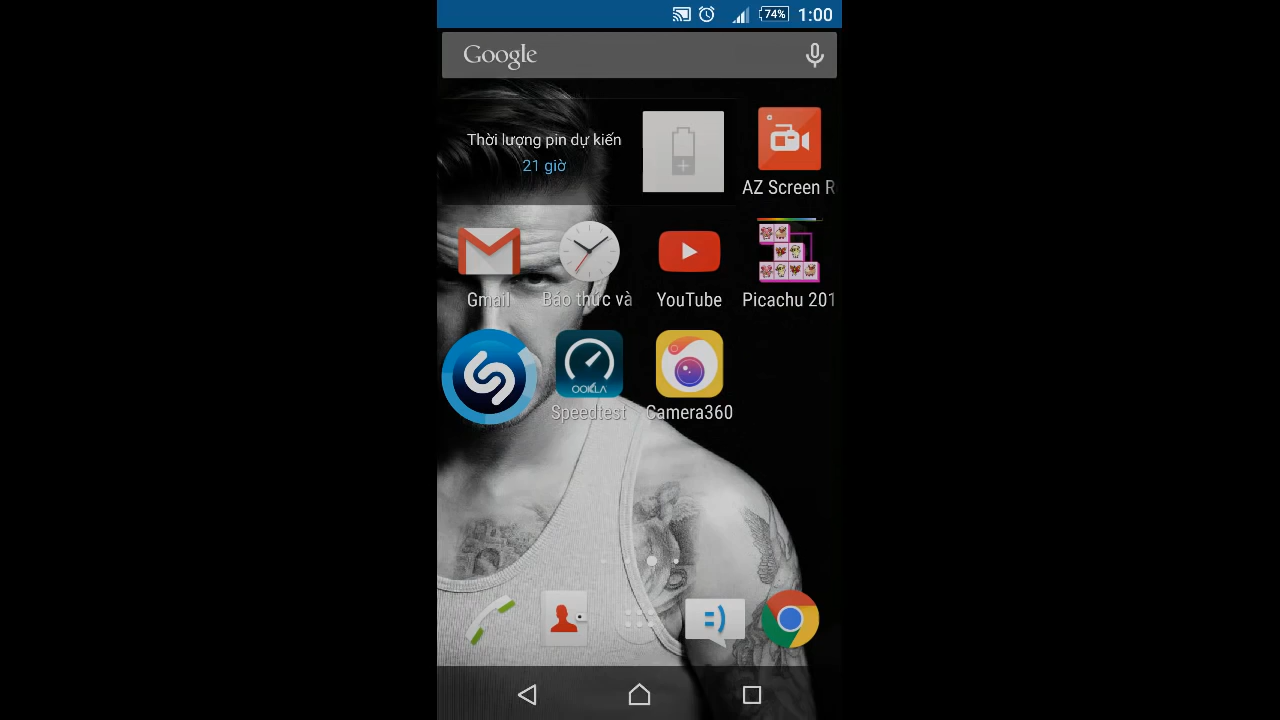 74% 1:00
Google
Thời lượng pin dự kiến
21 giờ
AZ Screen R
Gmail
Báo thức và
YouTube
Picachu 201
OOKLA
Speedtest
Camera360